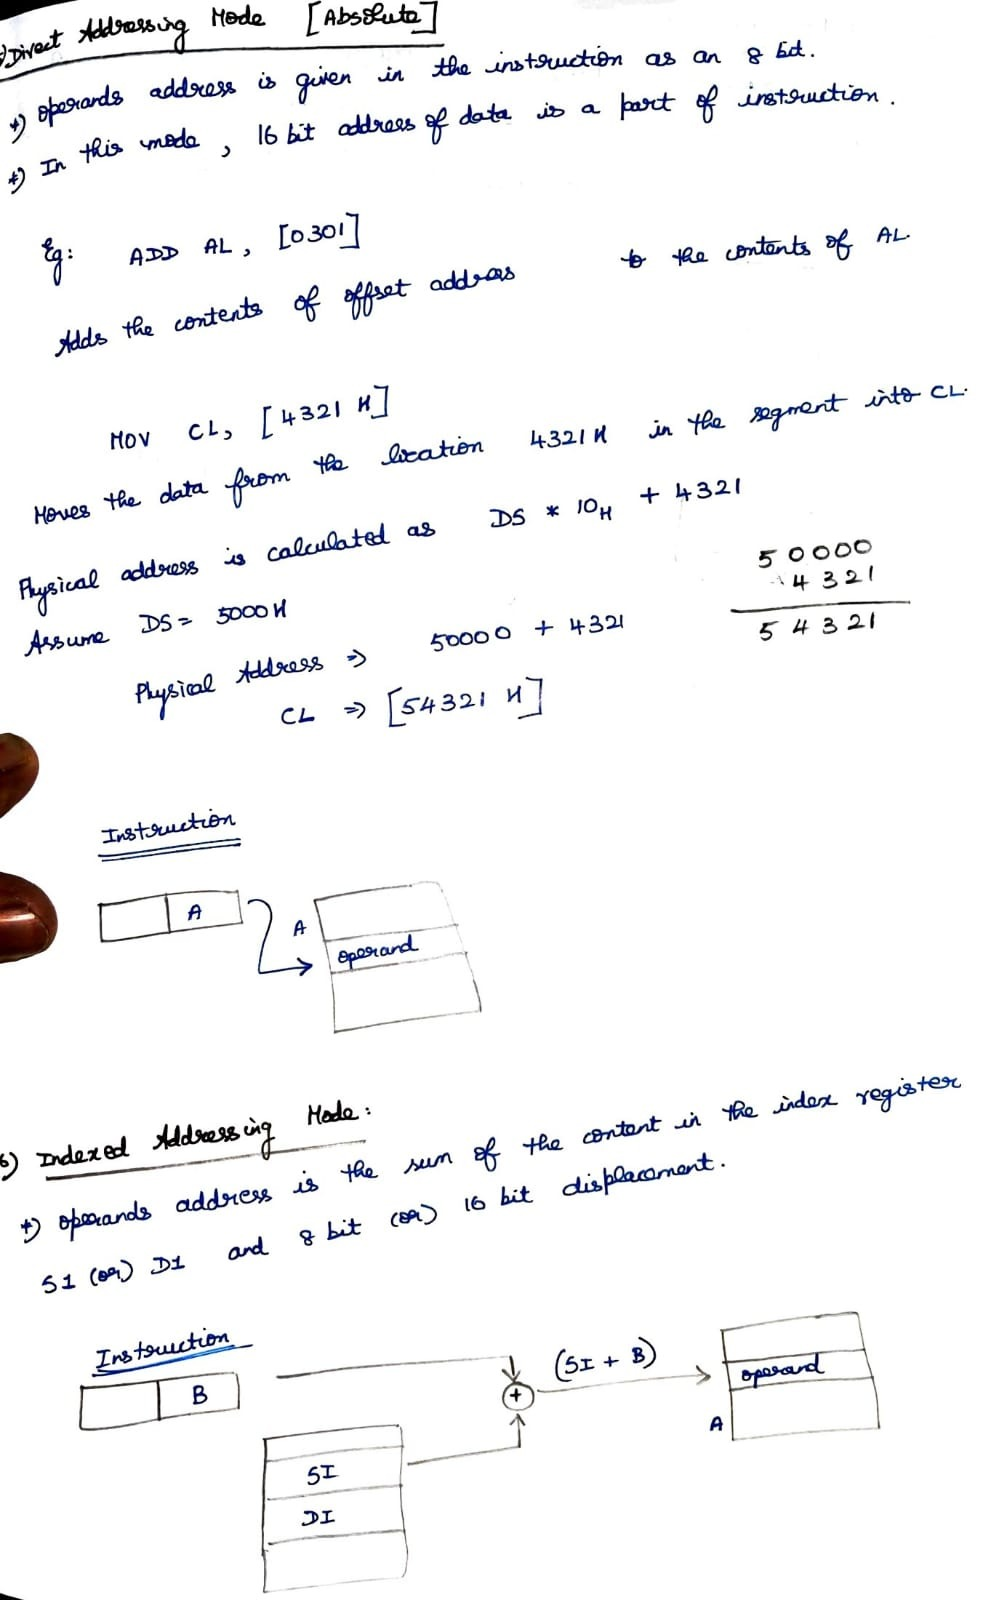 Direct Addressing Mode [Absolute]
*) operands address is given in the instruction as an 8 bit.
*) In this mode, 16 bit address of data is a part of instruction.
Eg: ADD AL, [0301]
Adds the contents of offset address to the contents of AL.
MOV CL, [4321 H]
Moves the data from the location 4321 H in the segment into CL.
Physical address is calculated as DS * 10H + 4321
Assume DS = 5000 H
50000
4321
54321
Physical Address => 50000 + 4321
CL => [54321 H]
Instruction
A
A
operand
6) Indexed Addressing Mode:
*) operands address is the sum of the content in the index register
SI (or) DI and 8 bit (or) 16 bit displacement.
Instruction
B
+
(SI + B)
operand
A
SI
DI